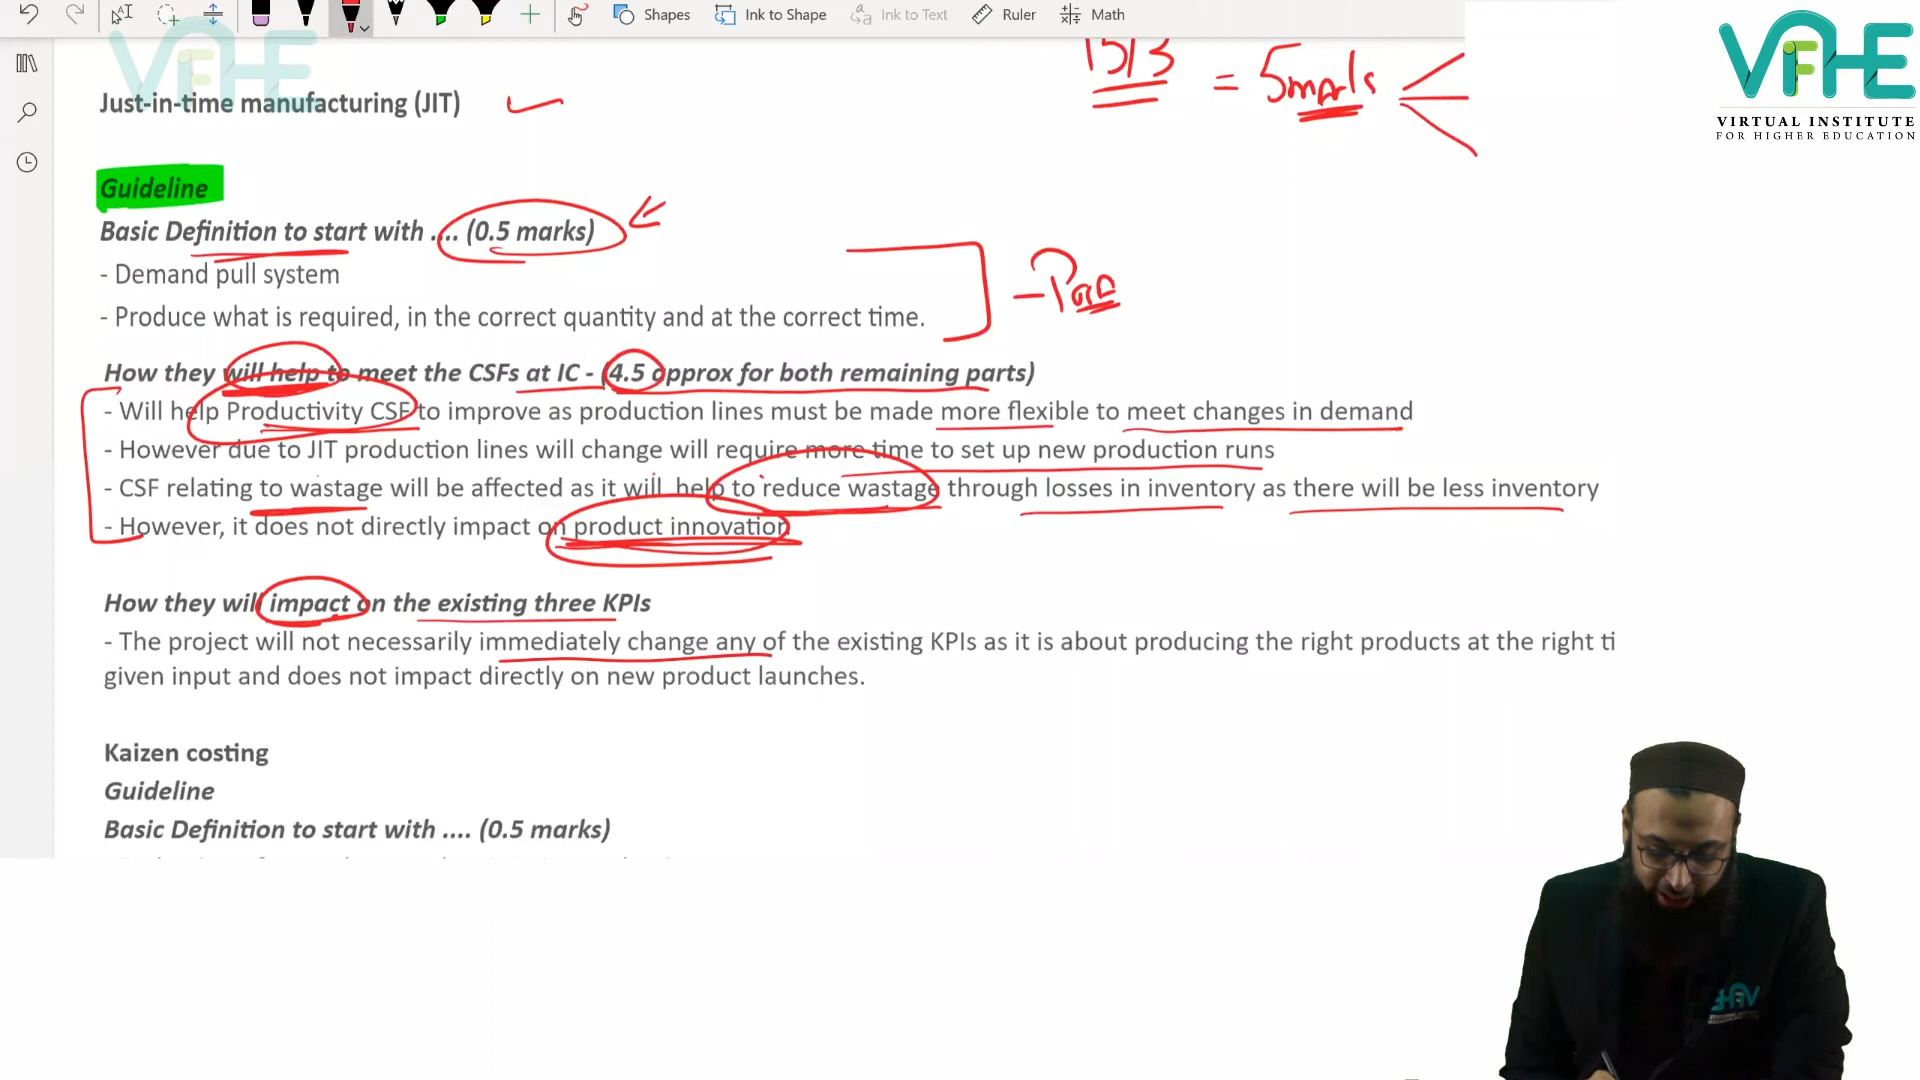 Shapes Ink to Shape Ink to Text Ruler Math
VIFHE
VIRTUAL INSTITUTE
FOR HIGHER EDUCATION
15/3 = 5 marks
Just-in-time manufacturing (JIT)
Guideline
Basic Definition to start with .... (0.5 marks)
- Demand pull system
- Produce what is required, in the correct quantity and at the correct time.
How they will help to meet the CSFs at IC - (4.5 approx for both remaining parts)
- Will help Productivity CSF to improve as production lines must be made more flexible to meet changes in demand
- However due to JIT production lines will change will require more time to set up new production runs
- CSF relating to wastage will be affected as it will help to reduce wastage through losses in inventory as there will be less inventory
- However, it does not directly impact on product innovation
How they will impact on the existing three KPIs
- The project will not necessarily immediately change any of the existing KPIs as it is about producing the right products at the right ti
given input and does not impact directly on new product launches.
Kaizen costing
Guideline
Basic Definition to start with .... (0.5 marks)